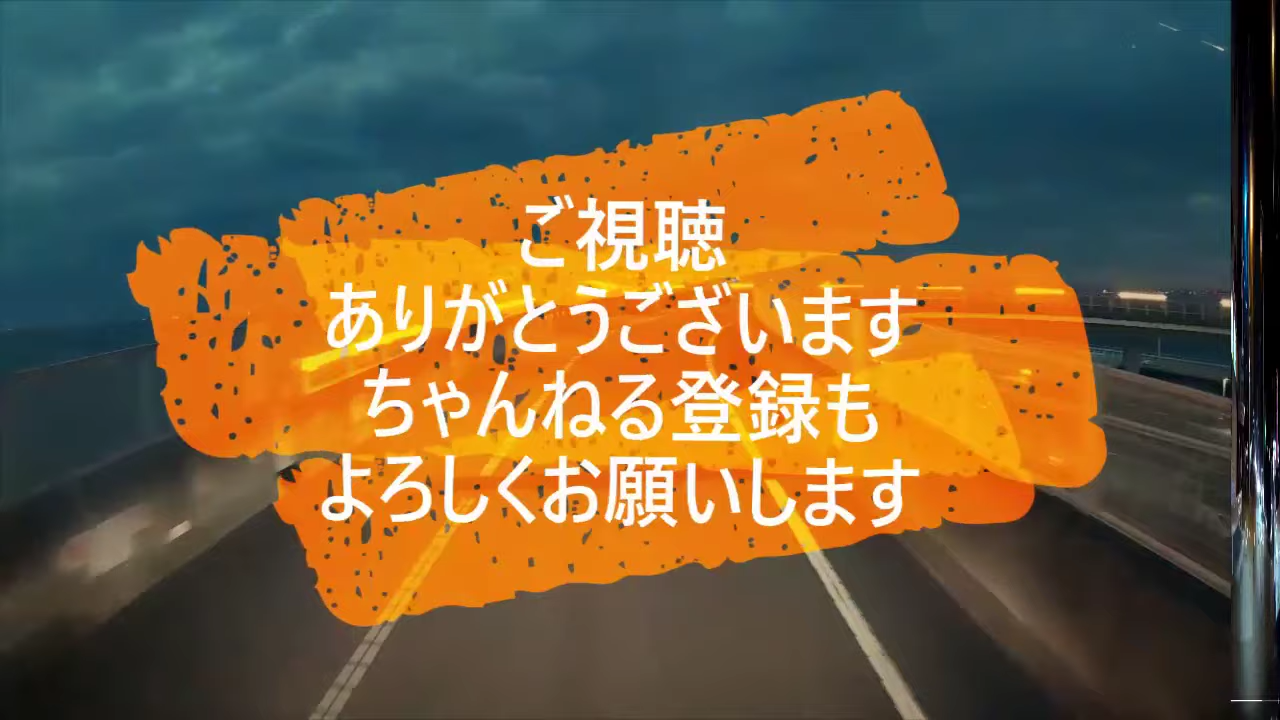 ご視聴
ありがとうございます
ちゃんねる登録も
よろしくお願いします